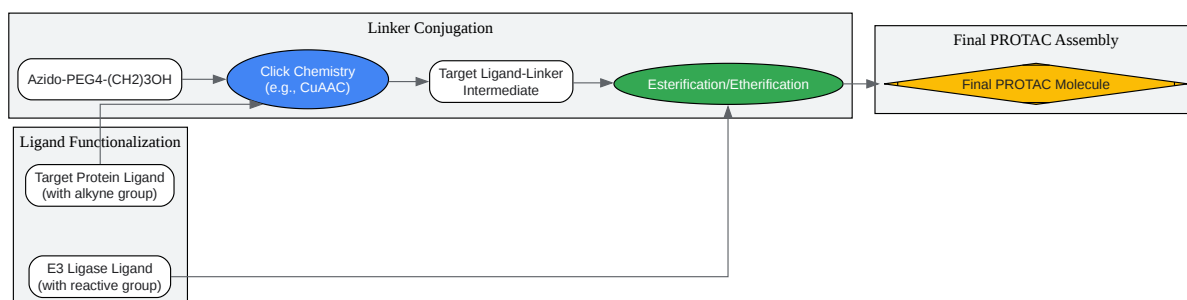 Linker Conjugation
Azido-PEG4-(CH2)3OH
Click Chemistry
(e.g., CuAAC)
Target Ligand-Linker
Intermediate
Esterification/Etherification
Final PROTAC Assembly
Final PROTAC Molecule
Ligand Functionalization
Target Protein Ligand
(with alkyne group)
E3 Ligase Ligand
(with reactive group)